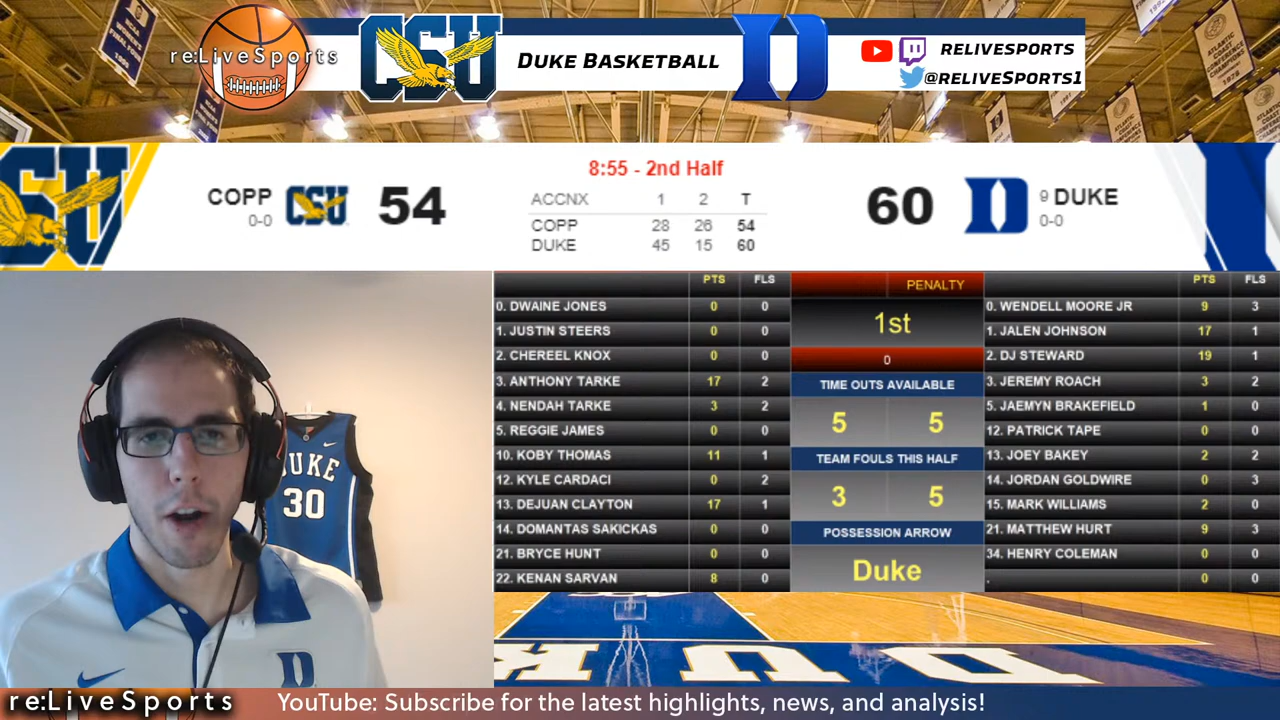 re:LiveSports
CSU
DUKE BASKETBALL
D
RELIVESPORTS
@RELIVESPORTS1
8:55 - 2nd Half
COPP CSU 54
0-0
ACCNX 1 2 T
COPP 28 26 54
DUKE 45 15 60
60 D 9 DUKE
0-0
PTS FLS
0. DWAINE JONES 0 0
1. JUSTIN STEERS 0 0
2. CHEREEL KNOX 0 0
3. ANTHONY TARKE 17 2
4. NENDAH TARKE 3 2
5. REGGIE JAMES 0 0
10. KOBY THOMAS 11 1
12. KYLE CARDACI 0 2
13. DEJUAN CLAYTON 17 1
14. DOMANTAS SAKICKAS 0 0
21. BRYCE HUNT 0 0
22. KENAN SARVAN 8 0
PENALTY
1st
0
TIME OUTS AVAILABLE
5 5
TEAM FOULS THIS HALF
3 5
POSSESSION ARROW
Duke
PTS FLS
0. WENDELL MOORE JR 9 3
1. JALEN JOHNSON 17 1
2. DJ STEWARD 19 1
3. JEREMY ROACH 3 2
5. JAEMYN BRAKEFIELD 1 0
12. PATRICK TAPE 0 0
13. JOEY BAKEY 2 2
14. JORDAN GOLDWIRE 0 3
15. MARK WILLIAMS 2 0
21. MATTHEW HURT 9 3
34. HENRY COLEMAN 0 0
. 0 0
DUKE
30
D
re:LiveSports
YouTube: Subscribe for the latest highlights, news, and analysis!